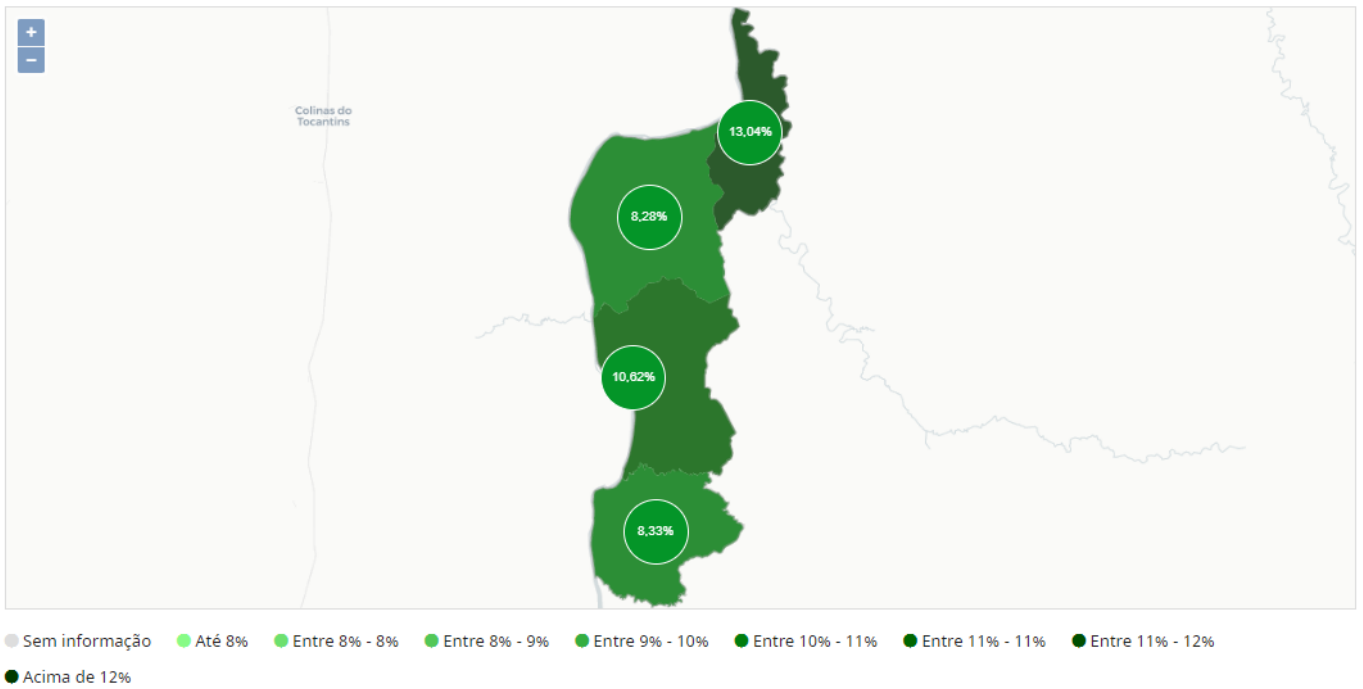 +
−
Colinas do
Tocantins
13,04%
8,28%
10,62%
8,33%
Sem informação Até 8% Entre 8% - 8% Entre 8% - 9% Entre 9% - 10% Entre 10% - 11% Entre 11% - 11% Entre 11% - 12%
Acima de 12%